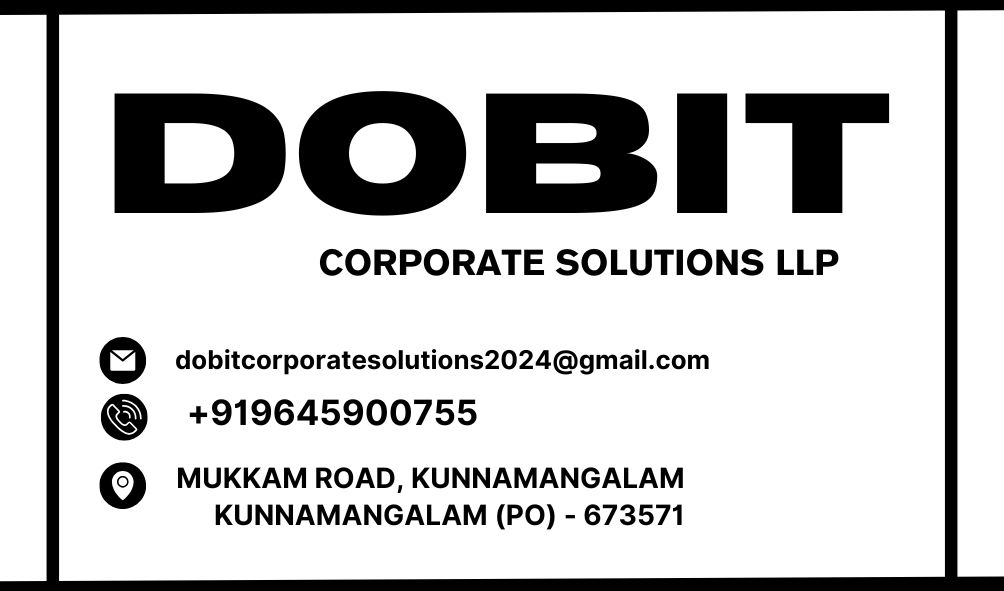 DOBIT
CORPORATE SOLUTIONS LLP
dobitcorporatesolutions2024@gmail.com
+919645900755
MUKKAM ROAD, KUNNAMANGALAM
KUNNAMANGALAM (PO) - 673571